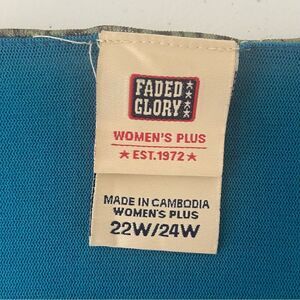 FADED
GLORY
WOMEN'S PLUS
★ EST.1972 ★
MADE IN CAMBODIA
WOMEN'S PLUS
22W/24W